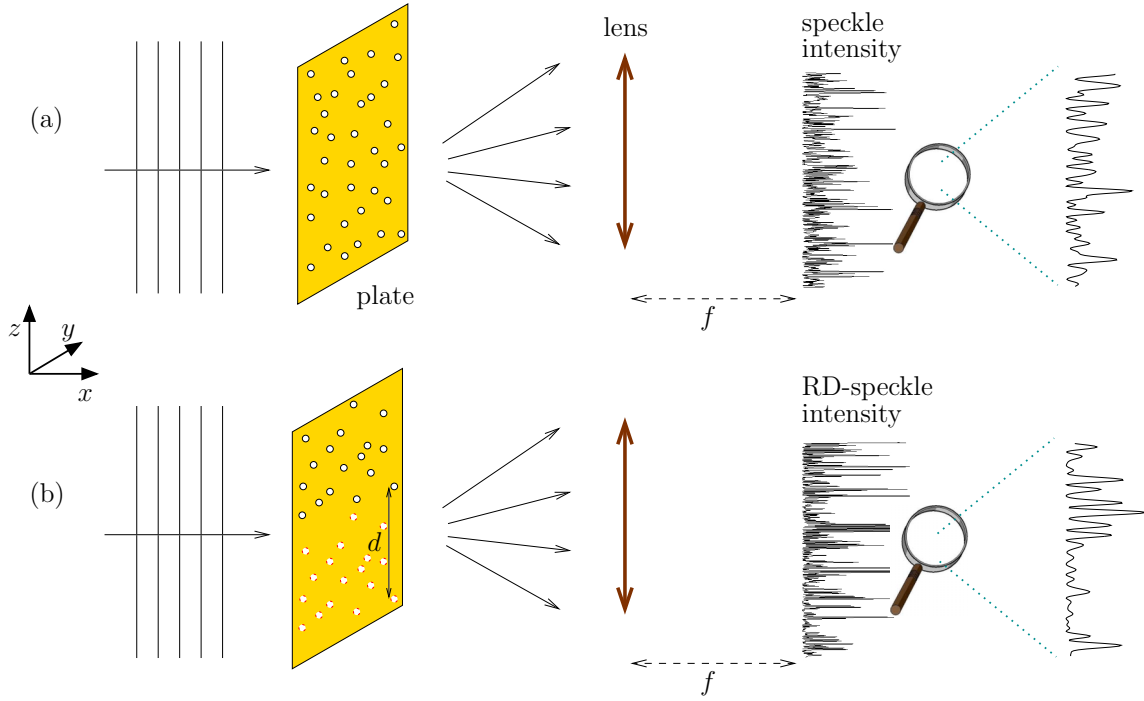 lens
speckle
intensity
(a)
plate
f
z
y
x
RD-speckle
intensity
(b)
d
f